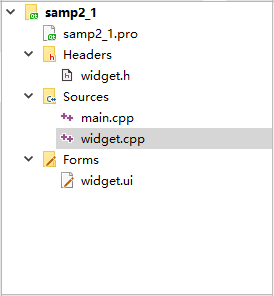 samp2_1
samp2_1.pro
Headers
widget.h
Sources
main.cpp
widget.cpp
Forms
widget.ui